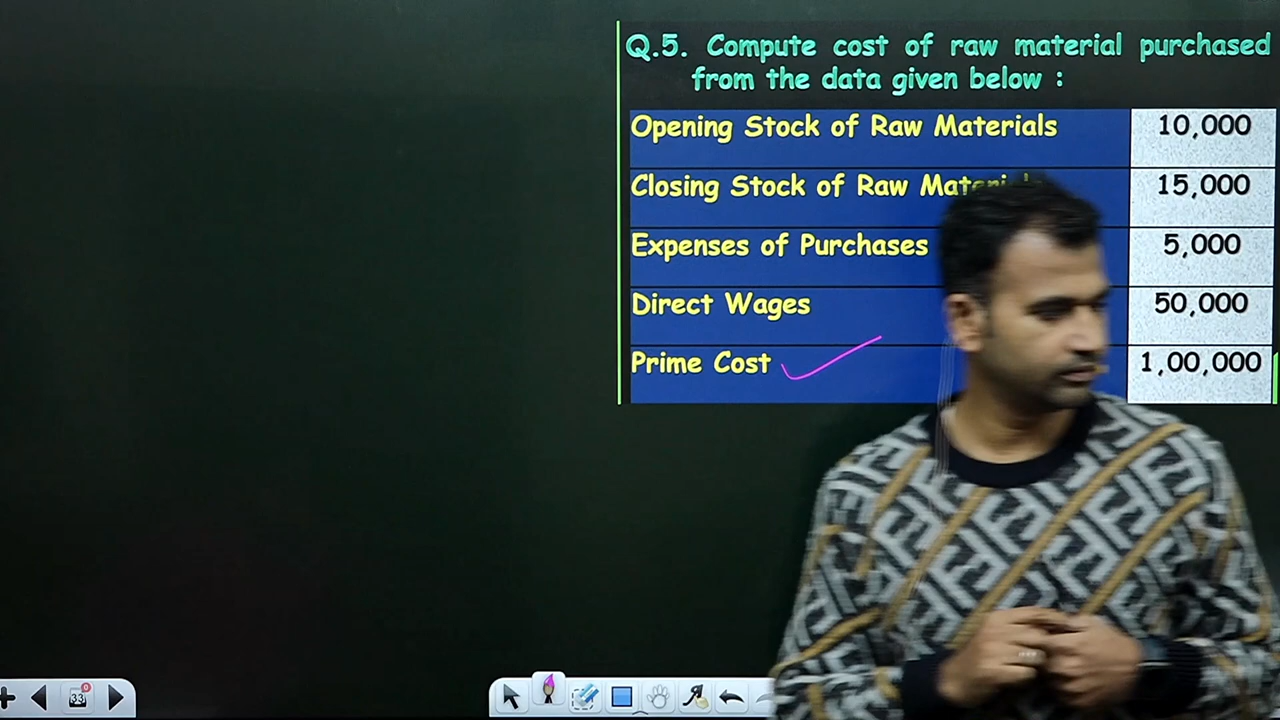 Q.5. Compute cost of raw material purchased
from the data given below :
Opening Stock of Raw Materials 10,000
Closing Stock of Raw Materials 15,000
Expenses of Purchases 5,000
Direct Wages 50,000
Prime Cost 1,00,000
33